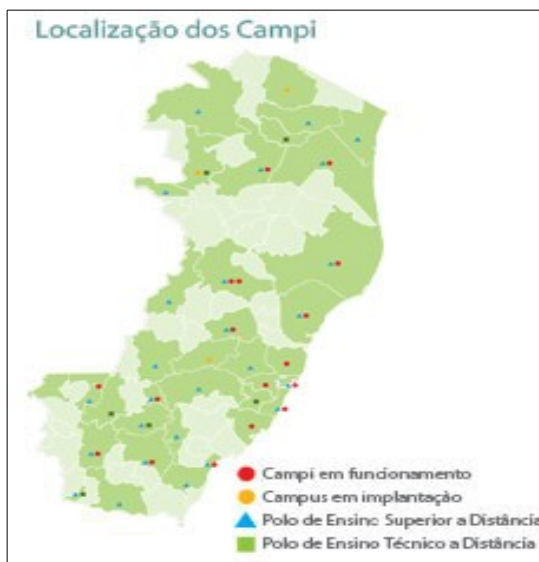 Localização dos Campi
Campi em funcionamento
Campus em implantação
Polo de Ensino Superior a Distância
Polo de Ensino Técnico a Distância